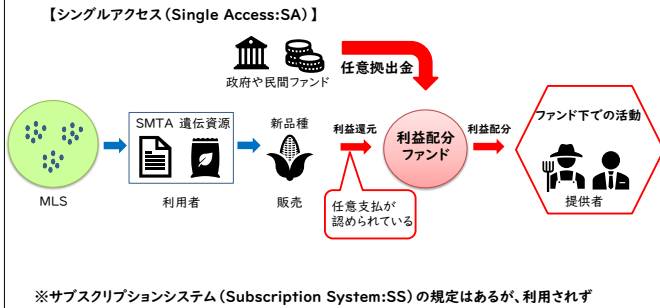 【シングルアクセス(Single Access:SA)】
政府や民間ファンド
任意拠出金
SMTA 遺伝資源
新品種
利益還元
利益配分
ファンド
利益配分
ファンド下での活動
MLS
利用者
販売
任意支払が
認められている
提供者
※サブスクリプションシステム(Subscription System:SS)の規定はあるが、利用されず